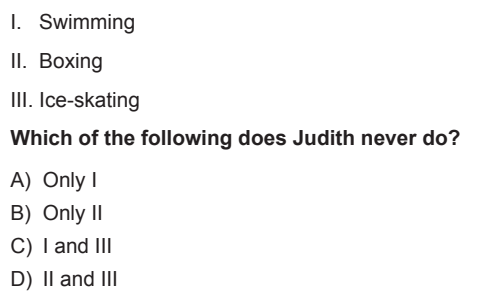 I. Swimming
II. Boxing
III. Ice-skating
Which of the following does Judith never do?
A) Only I
B) Only II
C) I and III
D) II and III